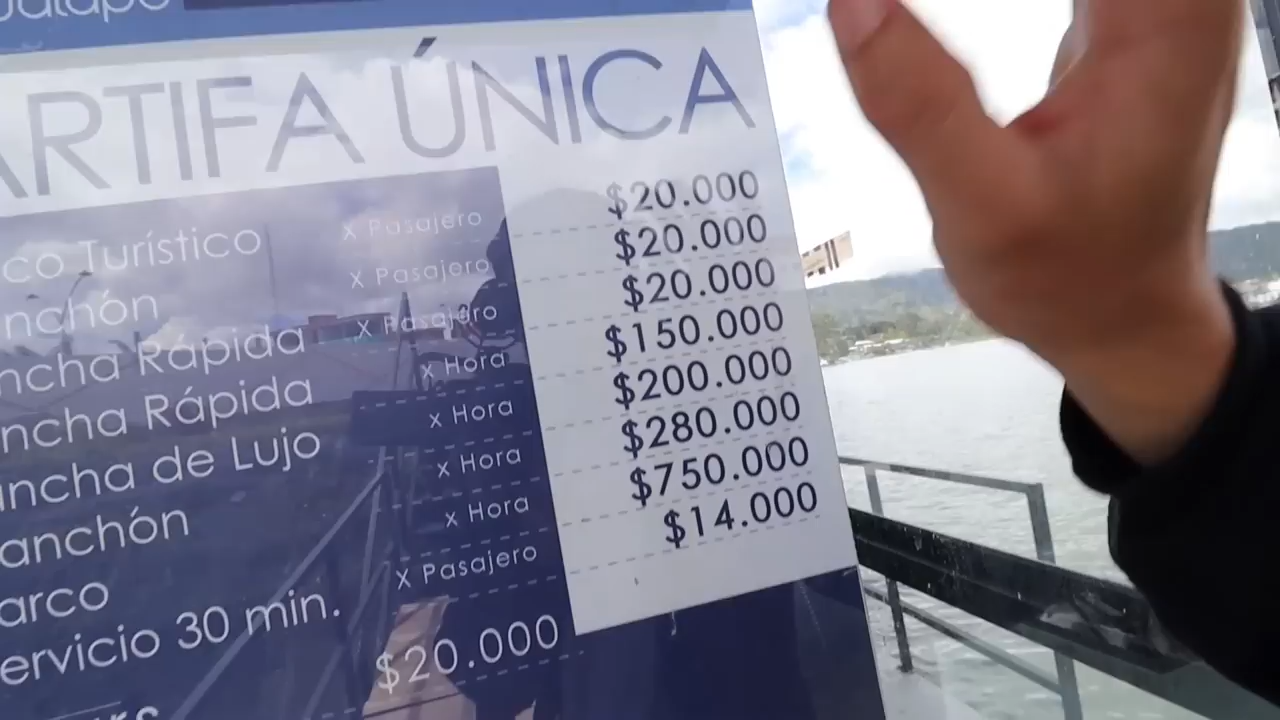 ARTIFA ÚNICA
co Turístico x Pasajero $20.000
nchón x Pasajero $20.000
ncha Rápida x Pasajero $20.000
ncha Rápida x Hora $150.000
ncha de Lujo x Hora $200.000
anchón x Hora $280.000
arco x Hora $750.000
ervicio 30 min. X Pasajero $14.000
$20.000